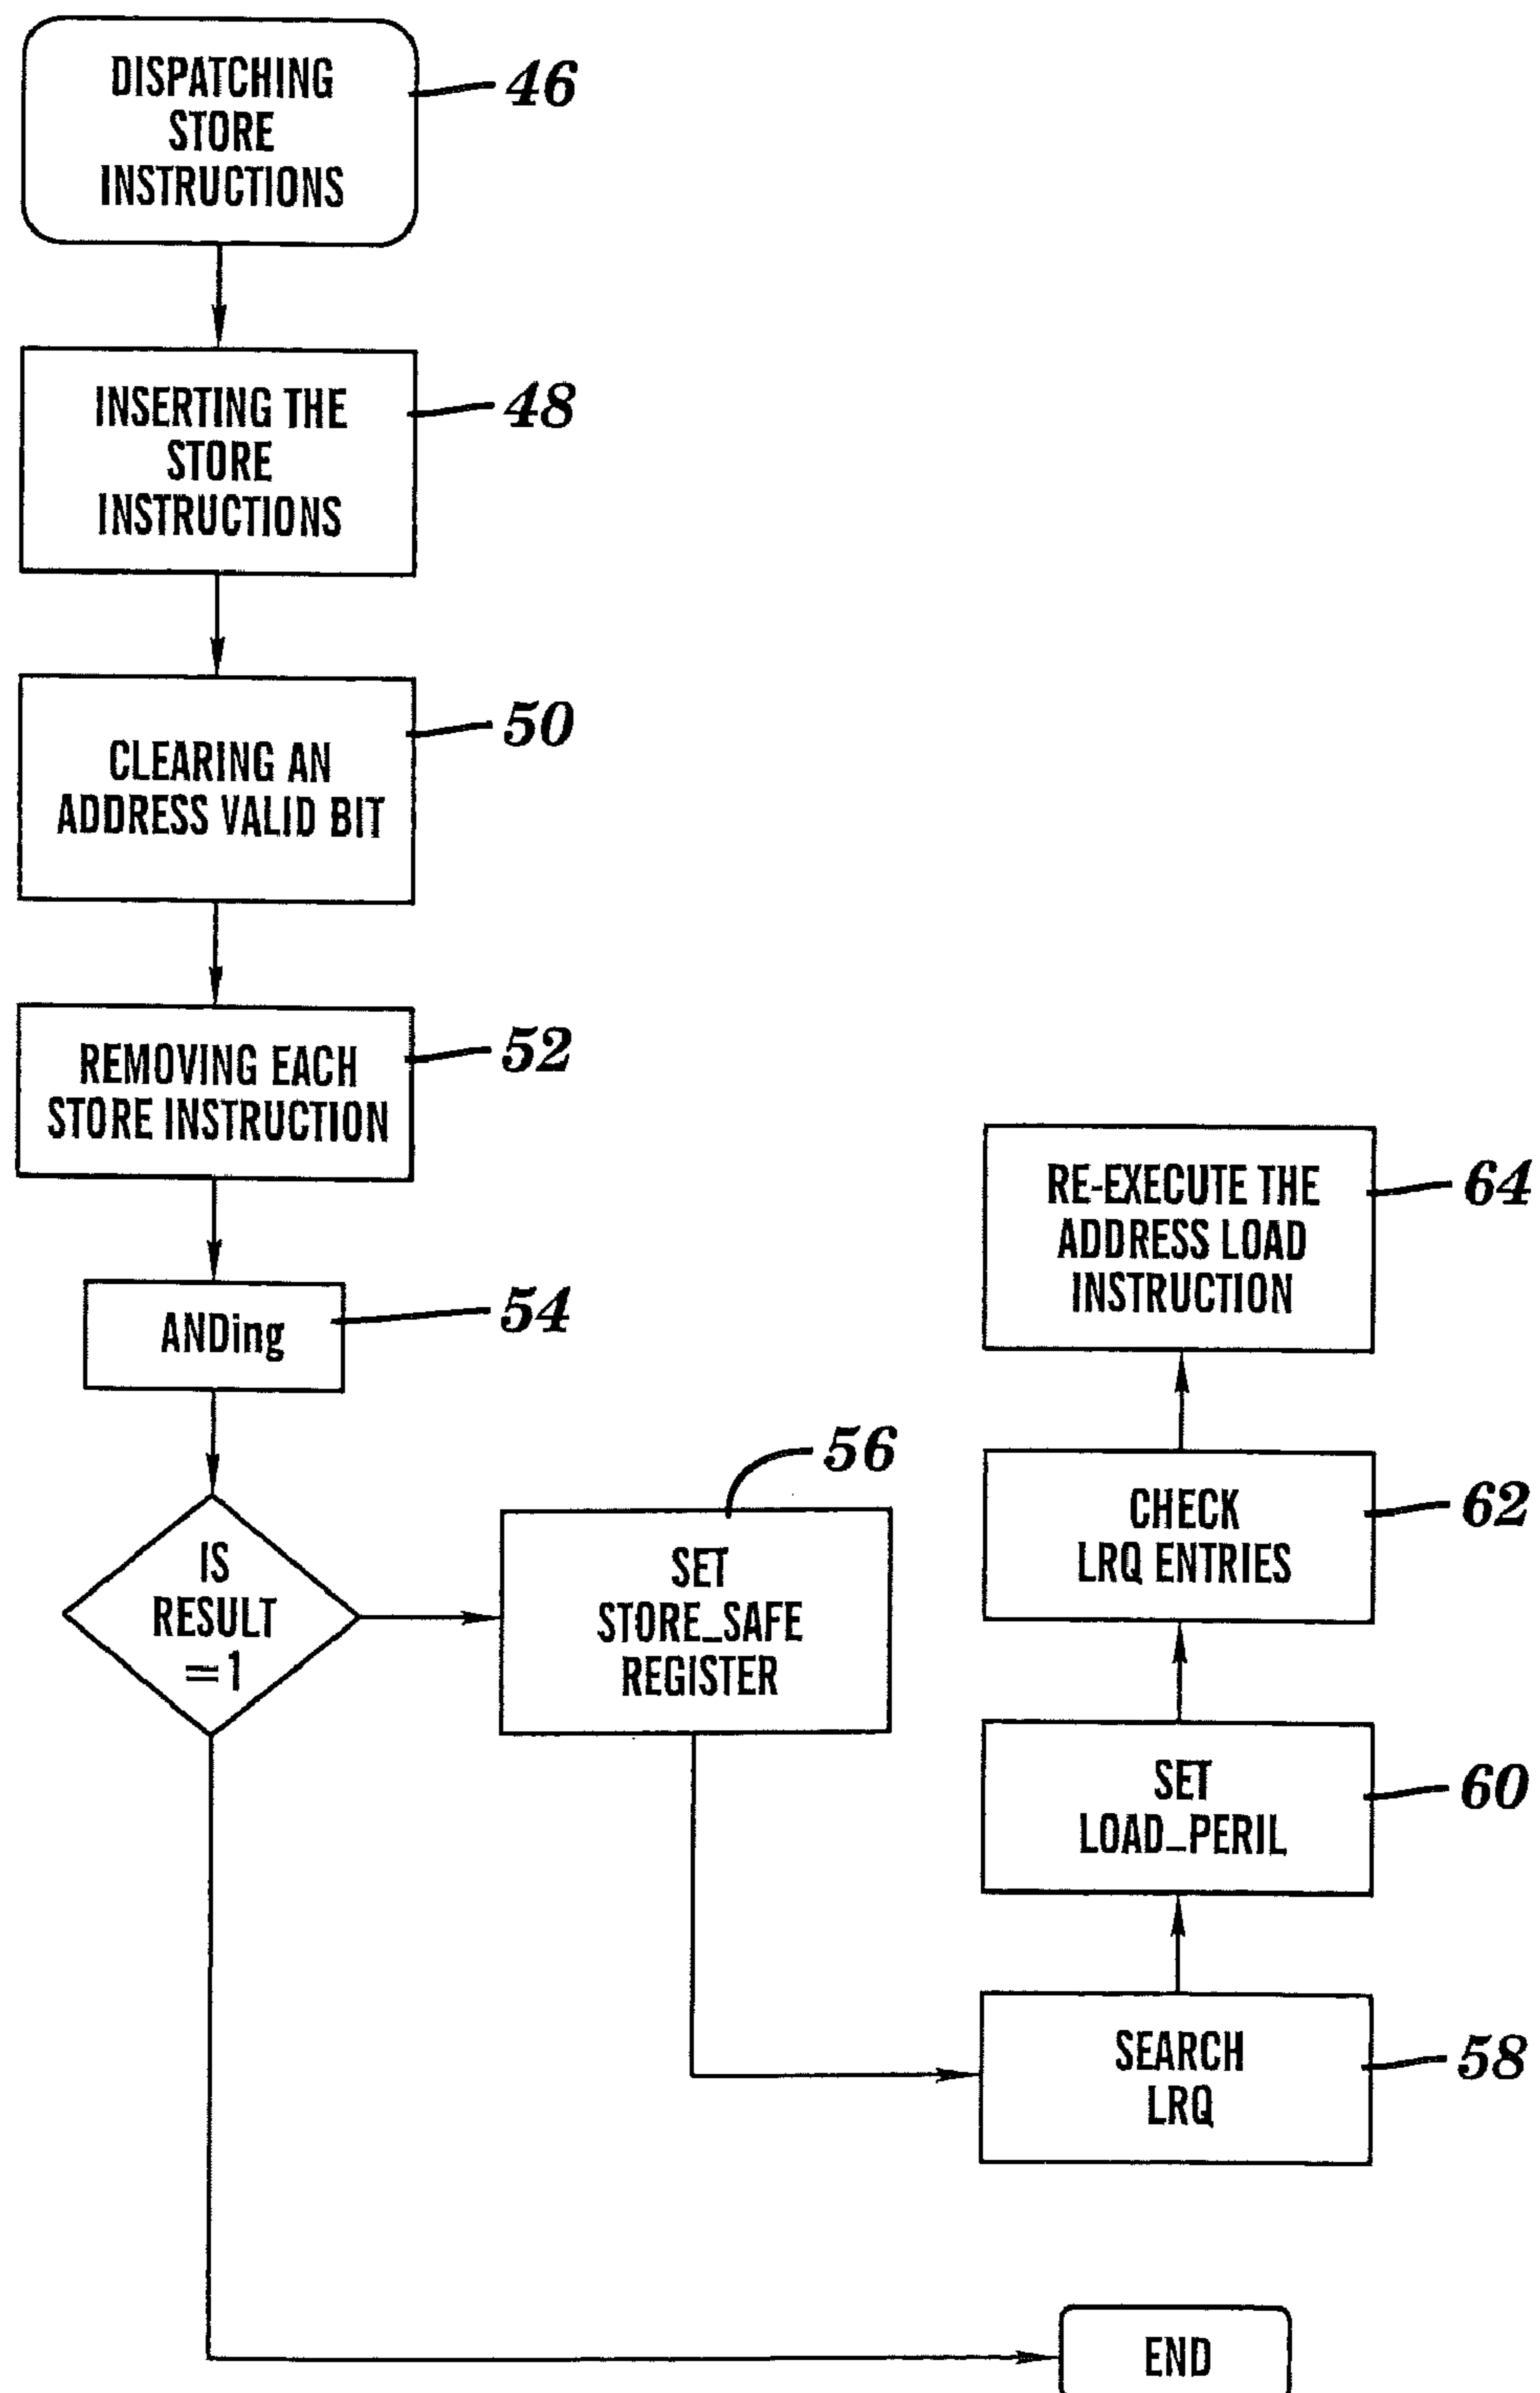 DISPATCHING
STORE
INSTRUCTIONS
46
INSERTING THE
STORE
INSTRUCTIONS
48
CLEARING AN
ADDRESS VALID BIT
50
REMOVING EACH
STORE INSTRUCTION
52
ANDing
54
IS
RESULT
=1
SET
STORE_SAFE
REGISTER
56
RE-EXECUTE THE
ADDRESS LOAD
INSTRUCTION
64
CHECK
LRQ ENTRIES
62
SET
LOAD_PERIL
60
SEARCH
LRQ
58
END